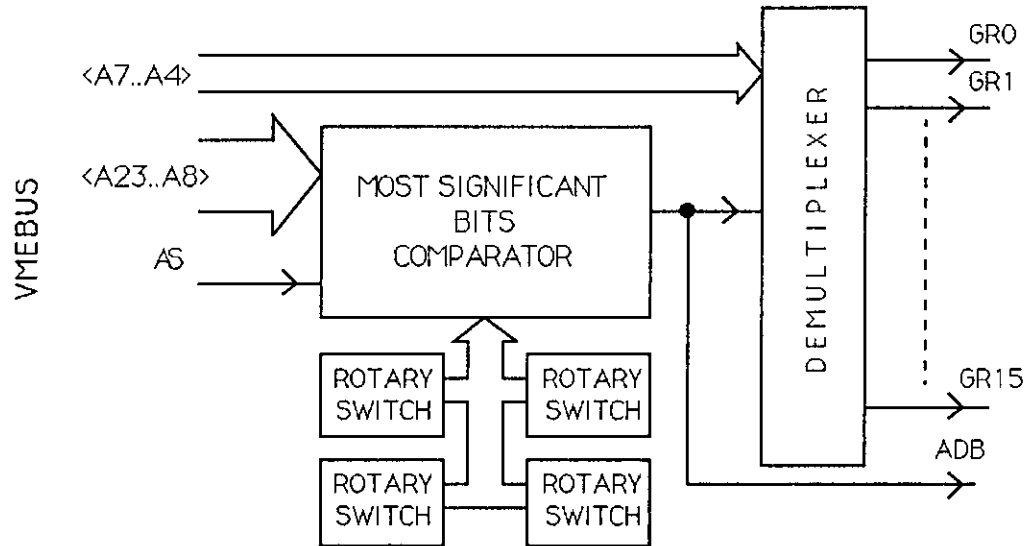 VMEBUS
<A7..A4>
<A23..A8>
AS
MOST SIGNIFICANT
BITS
COMPARATOR
ROTARY
SWITCH
ROTARY
SWITCH
ROTARY
SWITCH
ROTARY
SWITCH
DEMULTIPLEXER
GR0
GR1
GR15
ADB